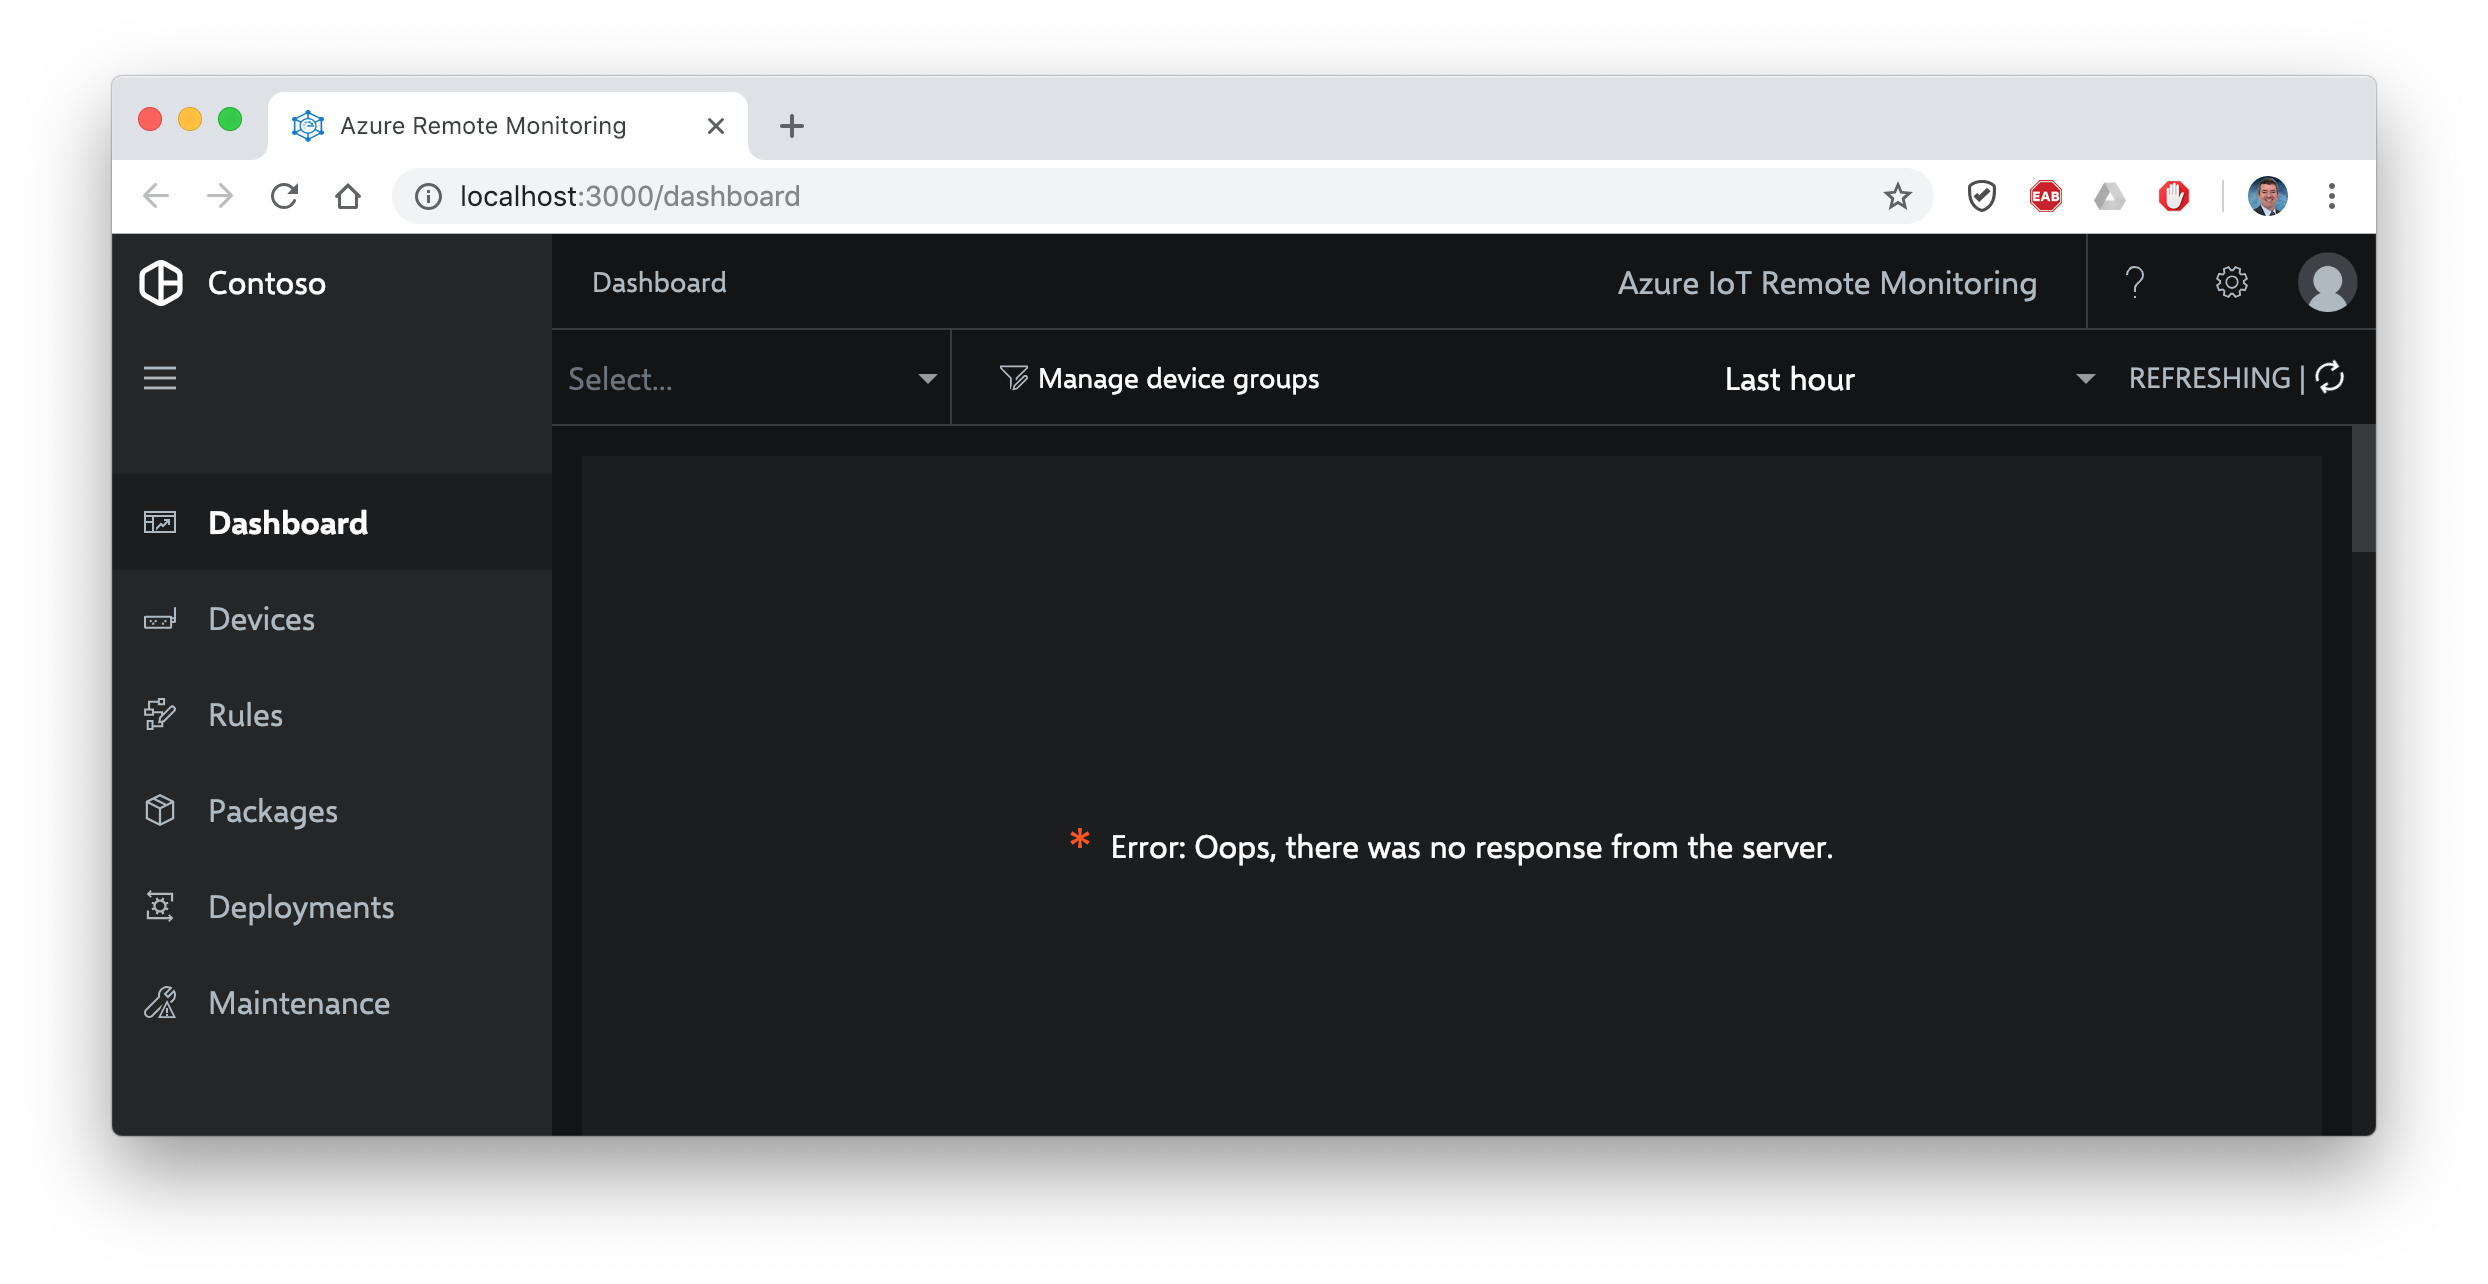 Azure Remote Monitoring
localhost:3000/dashboard
EAB
Contoso
Dashboard
Azure IoT Remote Monitoring
?
Select...
Manage device groups
Last hour
REFRESHING |
Dashboard
Devices
Rules
Packages
Deployments
Maintenance
* Error: Oops, there was no response from the server.